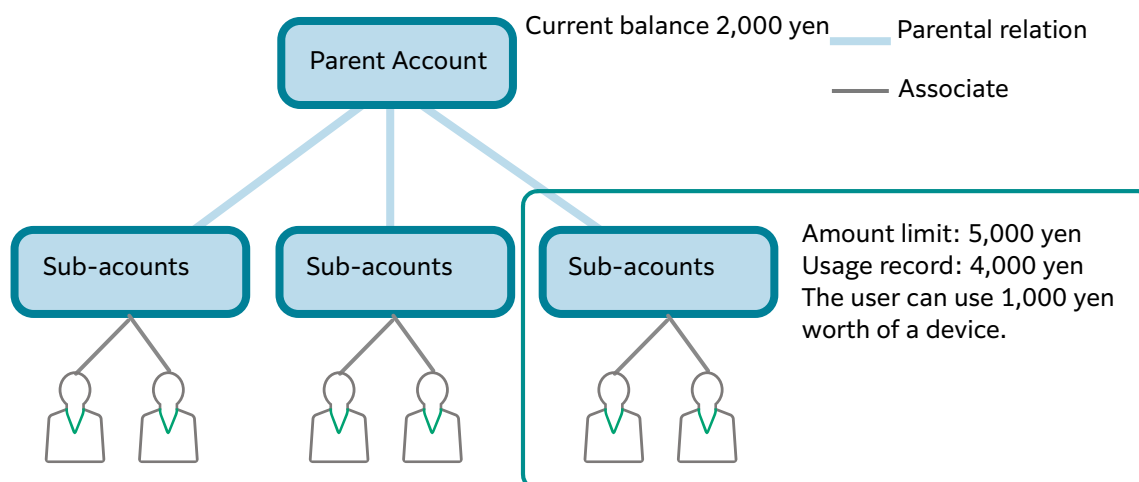 Current balance 2,000 yen
Parental relation
Parent Account
Associate
Sub-acounts
Sub-acounts
Sub-acounts
Amount limit: 5,000 yen
Usage record: 4,000 yen
The user can use 1,000 yen
worth of a device.